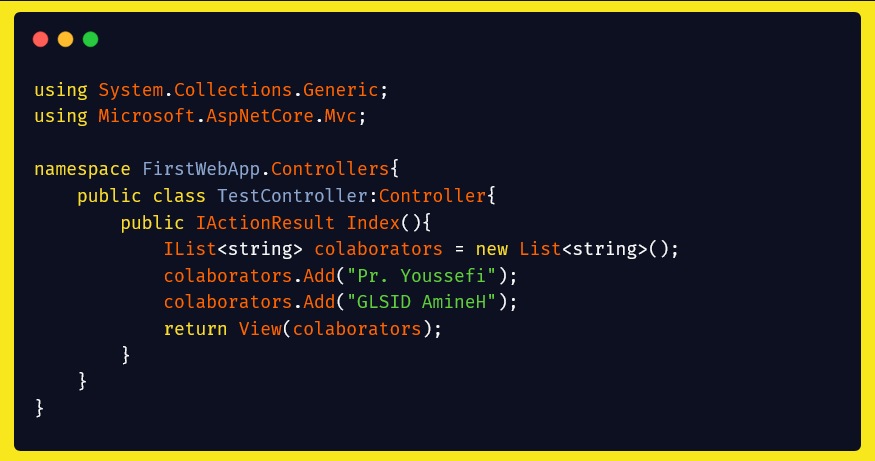 using System.Collections.Generic;
using Microsoft.AspNetCore.Mvc;

namespace FirstWebApp.Controllers{
    public class TestController:Controller{
        public IActionResult Index(){
            IList<string> colaborators = new List<string>();
            colaborators.Add("Pr. Youssefi");
            colaborators.Add("GLSID AmineH");
            return View(colaborators);
        }
    }
}